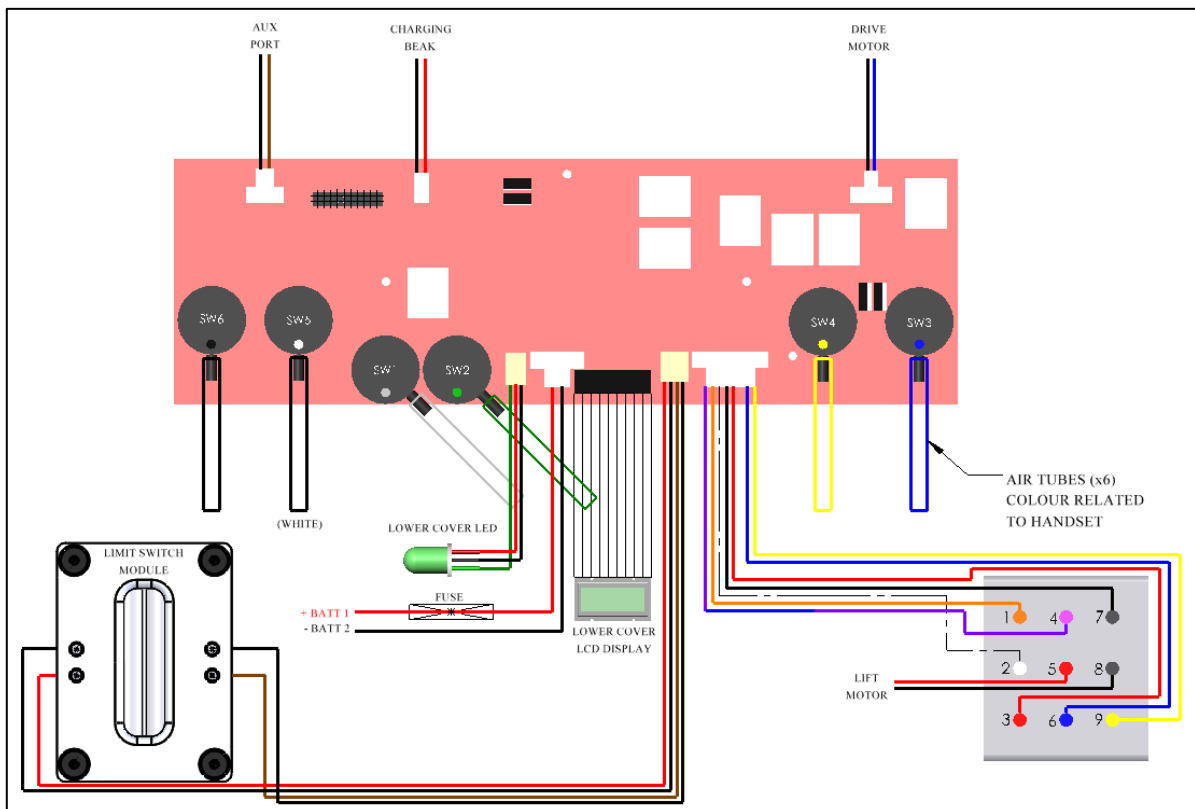 AUX
PORT
CHARGING
BEAK
DRIVE
MOTOR
SW6
SW5
SW1
SW2
SW4
SW3
AIR TUBES (x6)
COLOUR RELATED
TO HANDSET
(WHITE)
LOWER COVER LED
LIMIT SWITCH
MODULE
FUSE
+ BATT 1
- BATT 2
LOWER COVER
LCD DISPLAY
LIFT
MOTOR
1 4 7
2 5 8
3 6 9